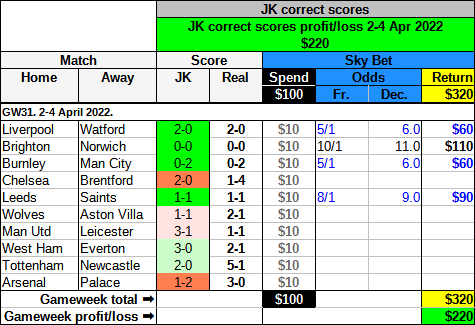 JK correct scores
JK correct scores profit/loss 2-4 Apr 2022
$220
Match Score Sky Bet
Home Away JK Real Spend Odds Return
$100 Fr. Dec. $320
GW31. 2-4 April 2022.
Liverpool Watford 2-0 2-0 $10 5/1 6.0 $60
Brighton Norwich 0-0 0-0 $10 10/1 11.0 $110
Burnley Man City 0-2 0-2 $10 5/1 6.0 $60
Chelsea Brentford 2-0 1-4 $10
Leeds Saints 1-1 1-1 $10 8/1 9.0 $90
Wolves Aston Villa 1-1 2-1 $10
Man Utd Leicester 3-1 1-1 $10
West Ham Everton 3-0 2-1 $10
Tottenham Newcastle 2-0 5-1 $10
Arsenal Palace 1-2 3-0 $10
Gameweek total ➡ $100 $320
Gameweek profit/loss ➡ $220